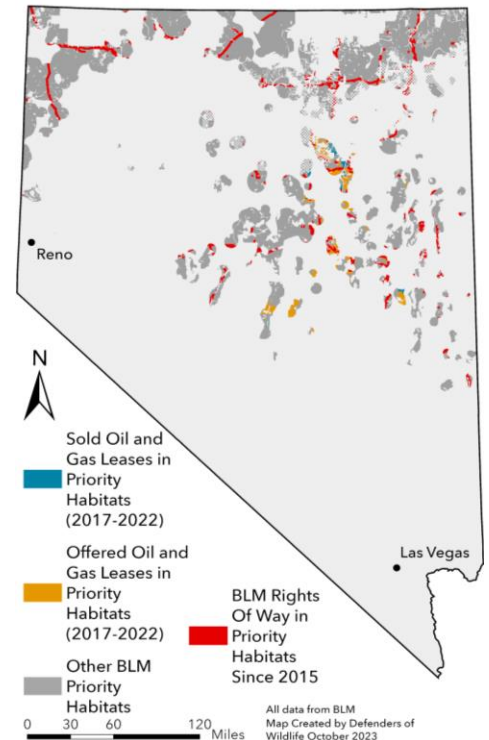 Reno
N
Sold Oil and
Gas Leases in
Priority
Habitats
(2017-2022)
Offered Oil and
Gas Leases in
Priority
Habitats
(2017-2022)
Other BLM
Priority
Habitats
Las Vegas
BLM Rights
Of Way in
Priority
Habitats
Since 2015
0 30 60 120 Miles
All data from BLM
Map Created by Defenders of
Wildlife October 2023